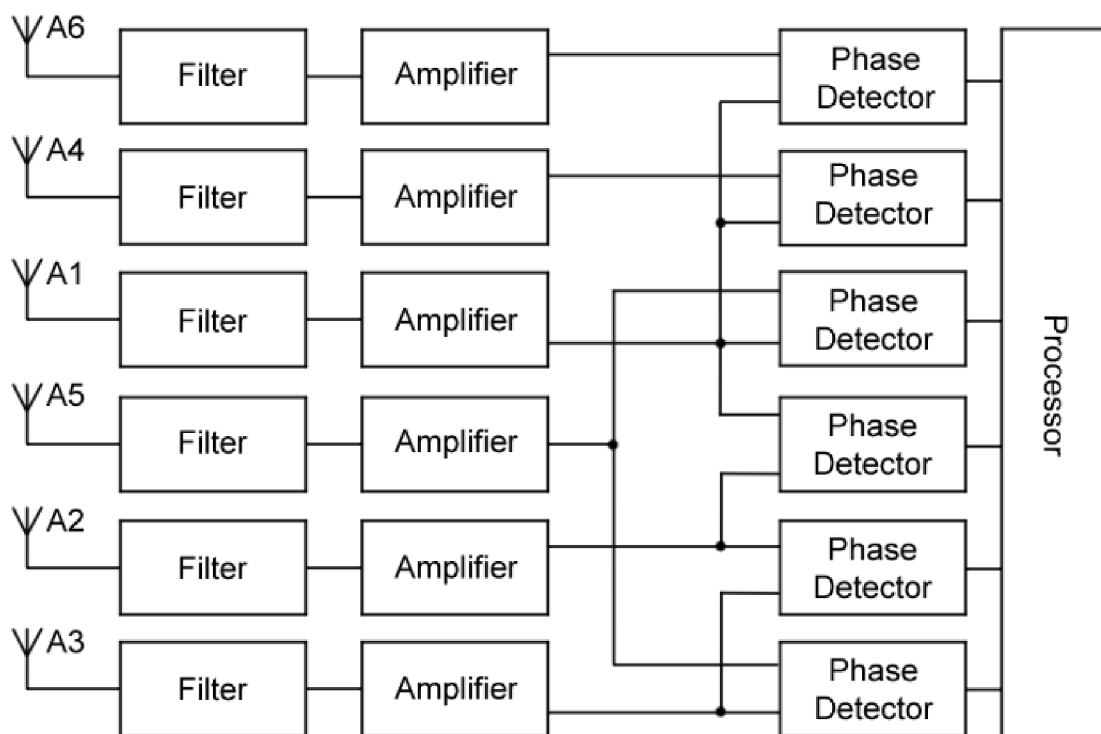 A6
Filter
Amplifier
Phase
Detector
A4
Filter
Amplifier
Phase
Detector
A1
Filter
Amplifier
Phase
Detector
A5
Filter
Amplifier
Phase
Detector
A2
Filter
Amplifier
Phase
Detector
A3
Filter
Amplifier
Phase
Detector
Processor